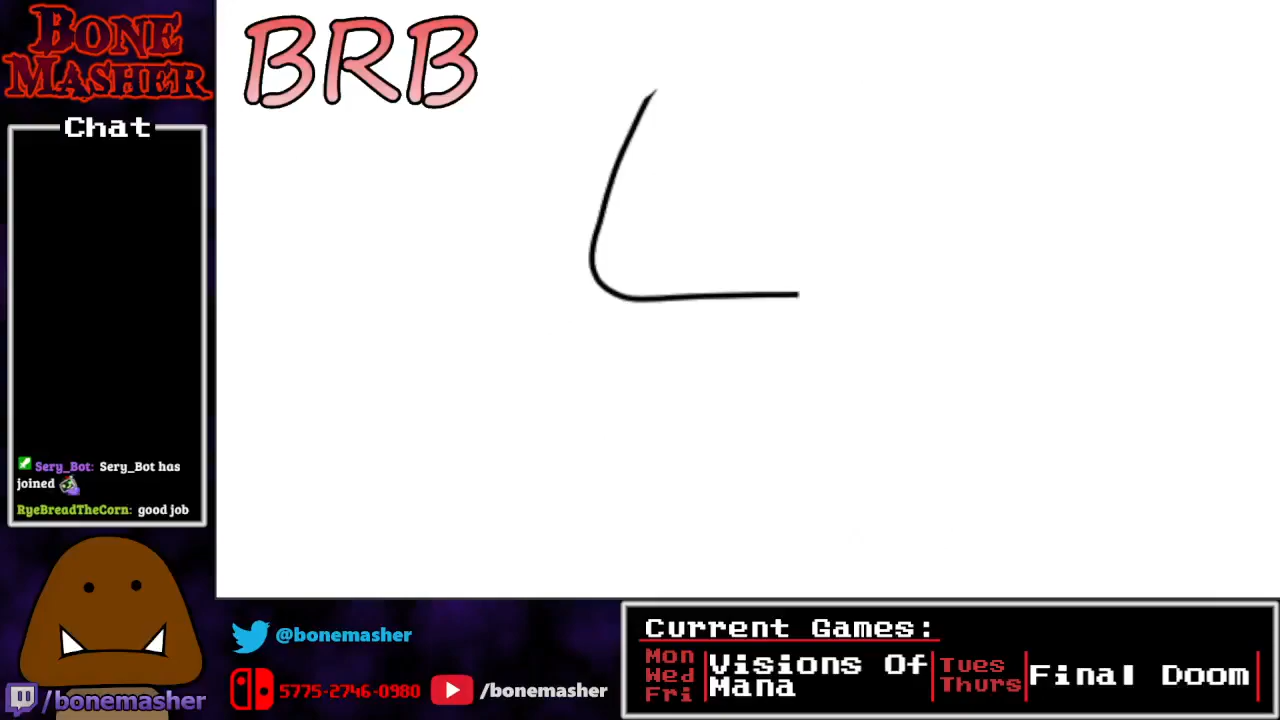 BONE
MASHER
BRB
Chat
Sery_Bot: Sery_Bot has
joined
RyeBreadTheCorn: good job
/bonemasher
@bonemasher
5775-2746-0980
/bonemasher
Current Games:
Mon
Wed
Fri
Visions Of
Mana
Tues
Thurs
Final Doom